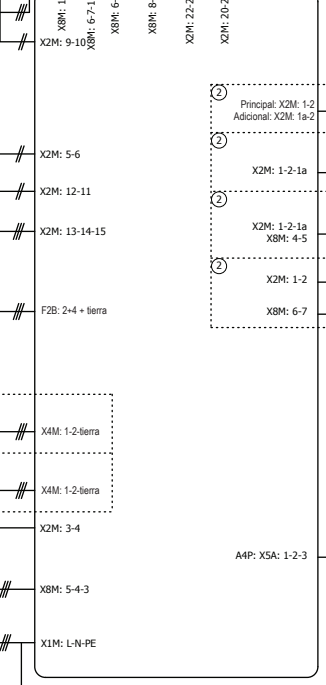 X8M: 1
X8M: 6-7-1
X8M: 6-
X8M: 8-
X2M: 22-2
X2M: 20-2
X2M: 9-10
X2M: 5-6
X2M: 12-11
X2M: 13-14-15
F2B: 2+4 + tierra
X4M: 1-2-tierra
X4M: 1-2-tierra
X2M: 3-4
X8M: 5-4-3
X1M: L-N-PE
2
Principal: X2M: 1-2
Adicional: X2M: 1a-2
2
X2M: 1-2-1a
2
X2M: 1-2-1a
X8M: 4-5
2
X2M: 1-2
X8M: 6-7
A4P: X5A: 1-2-3